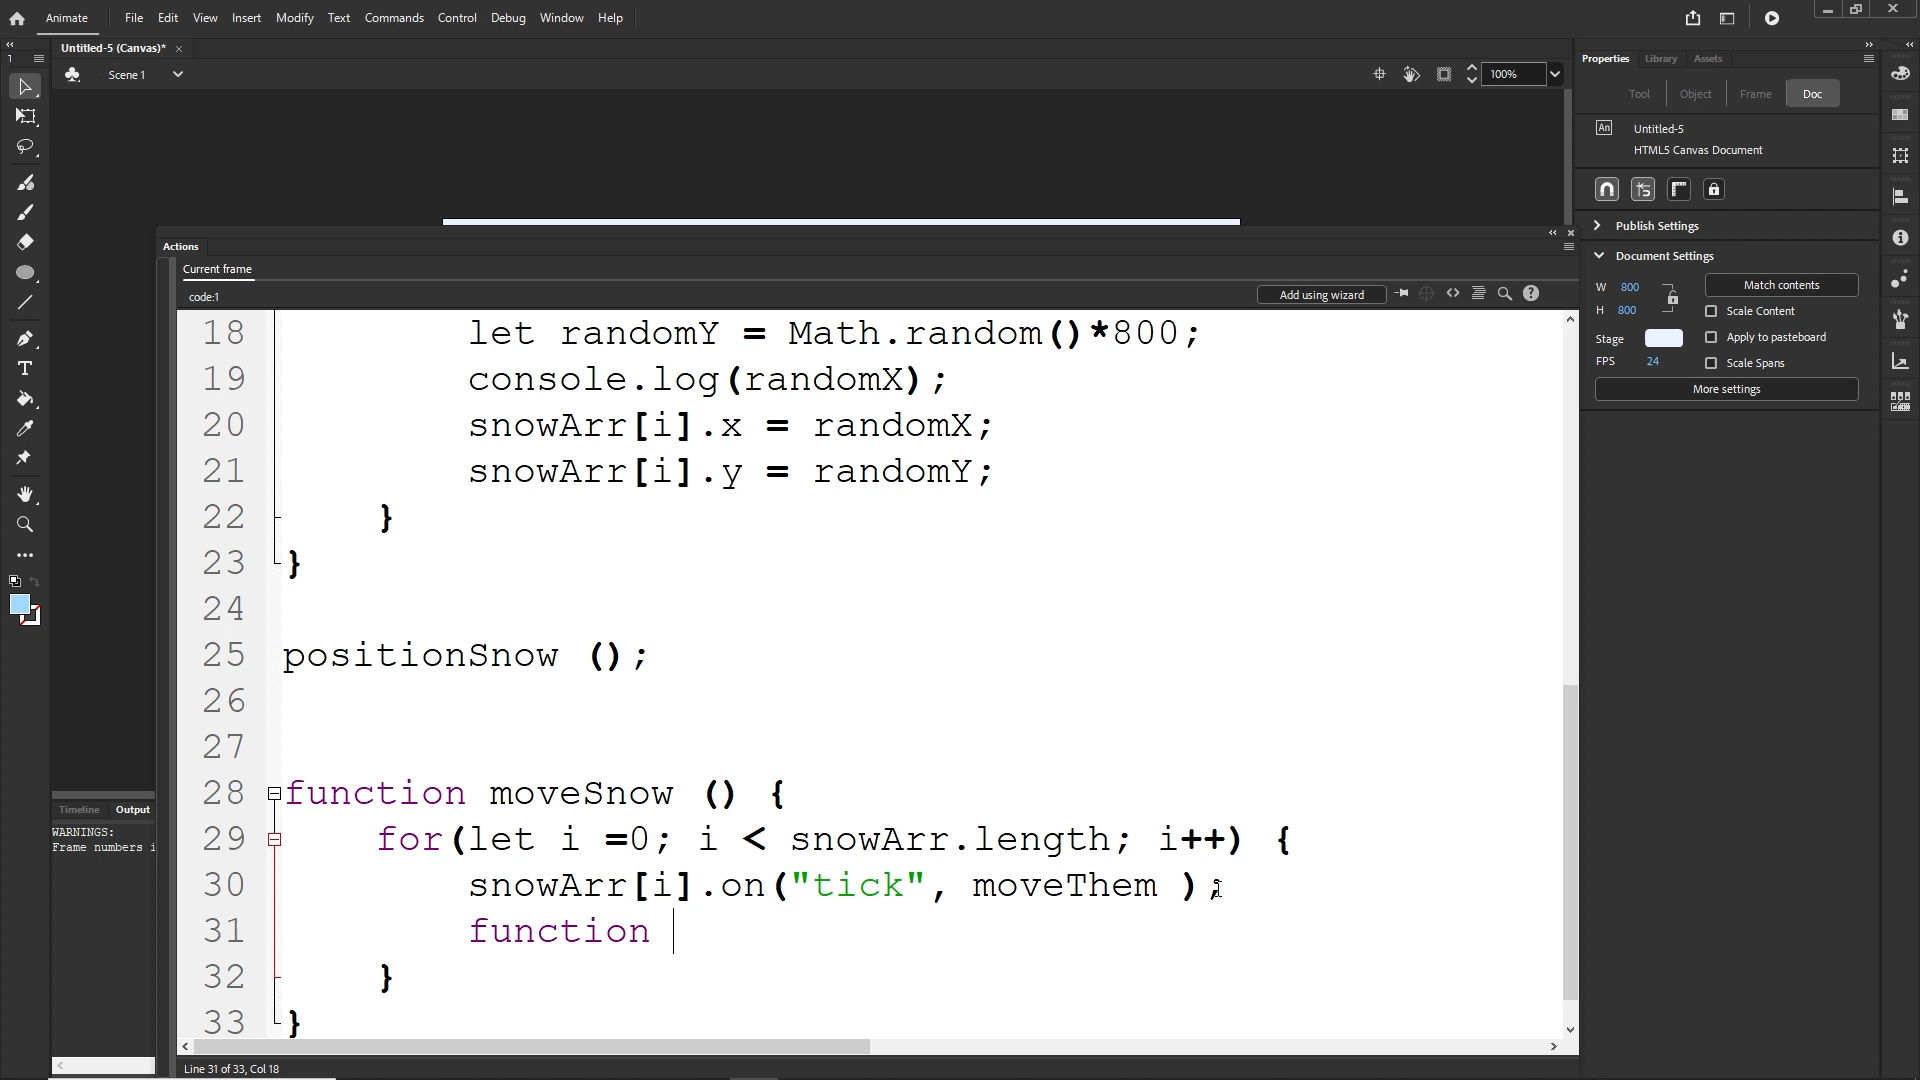 Animate File Edit View Insert Modify Text Commands Control Debug Window Help
Untitled-5 (Canvas)*
Scene 1
100%
Properties Library Assets
Tool Object Frame Doc
An Untitled-5
HTML5 Canvas Document
Publish Settings
Document Settings
W 800 Match contents
H 800 Scale Content
Stage Apply to pasteboard
FPS 24 Scale Spans
More settings
Actions
Current frame
code:1
Add using wizard
18 let randomY = Math.random()*800;
19 console.log(randomX);
20 snowArr[i].x = randomX;
21 snowArr[i].y = randomY;
22 }
23 }
24
25 positionSnow ();
26
27
28 function moveSnow () {
29 for(let i =0; i < snowArr.length; i++) {
30 snowArr[i].on("tick", moveThem );
31 function
32 }
33 }
Line 31 of 33, Col 18
Timeline Output
WARNINGS:
Frame numbers i